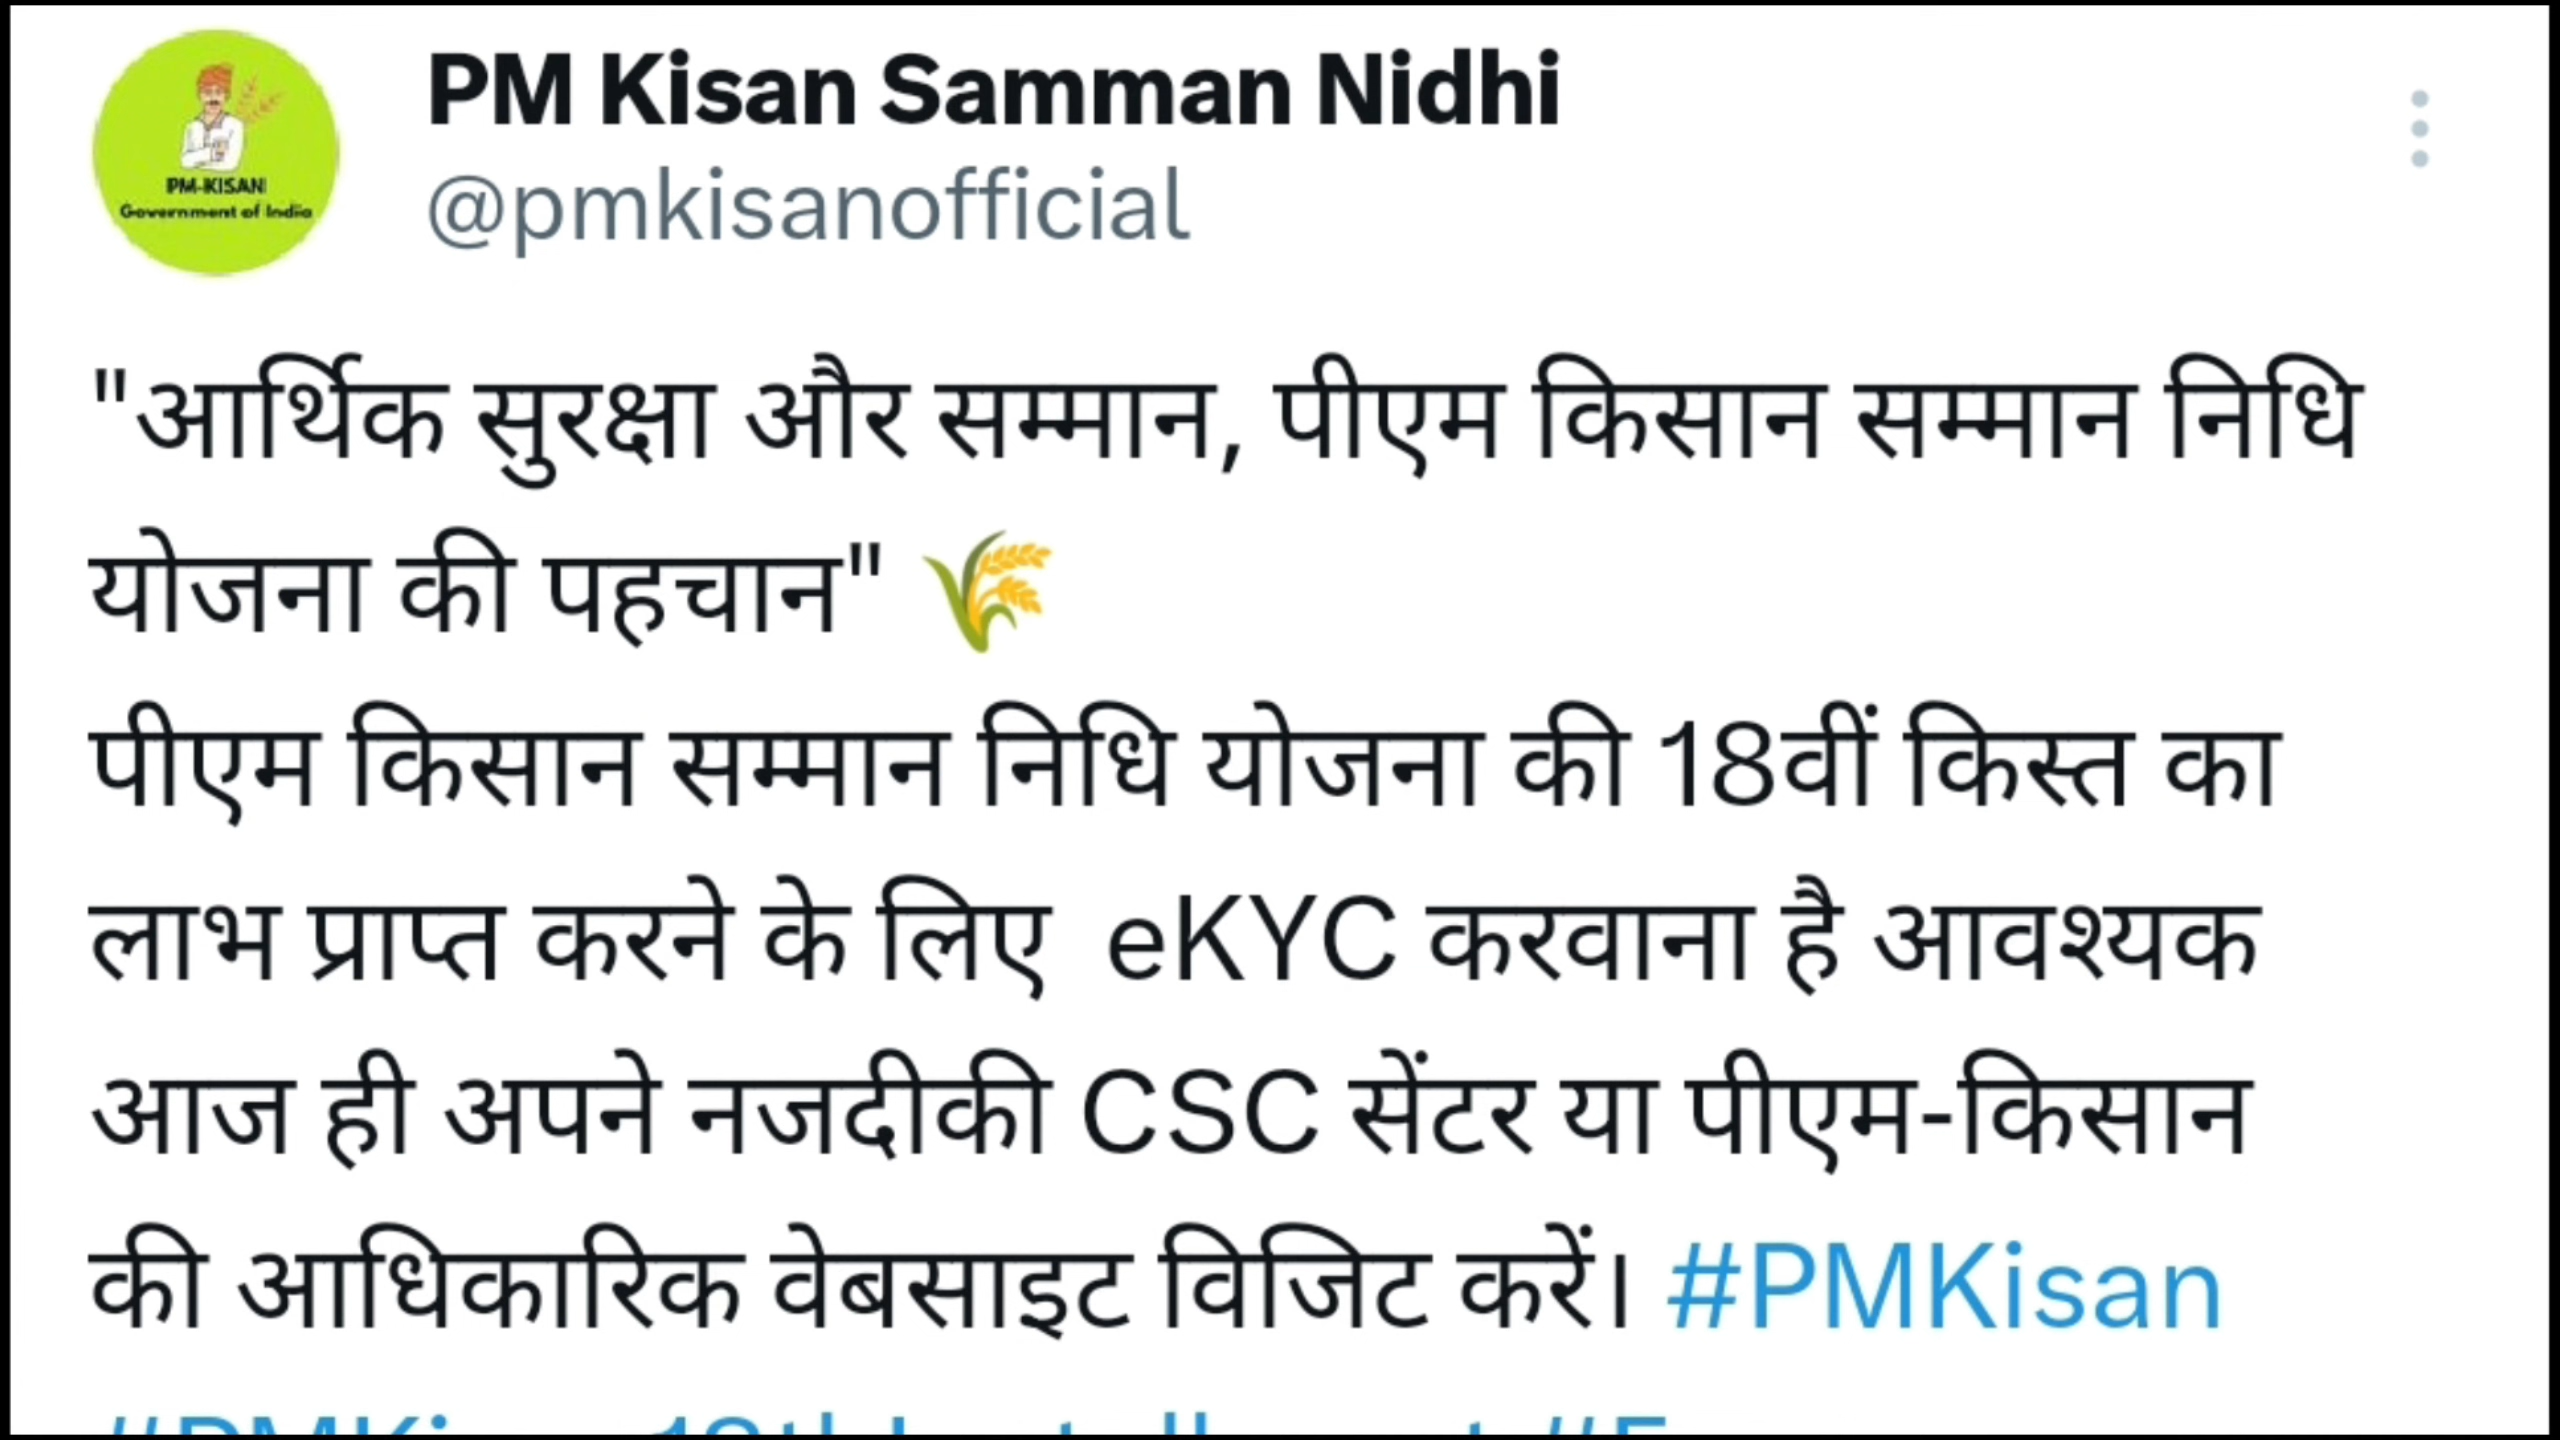 PM-KISAN
Government of India
PM Kisan Samman Nidhi
@pmkisanofficial
"आर्थिक सुरक्षा और सम्मान, पीएम किसान सम्मान निधि
योजना की पहचान" 🌾
पीएम किसान सम्मान निधि योजना की 18वीं किस्त का
लाभ प्राप्त करने के लिए  eKYC करवाना है आवश्यक
आज ही अपने नजदीकी CSC सेंटर या पीएम-किसान
की आधिकारिक वेबसाइट विजिट करें। #PMKisan